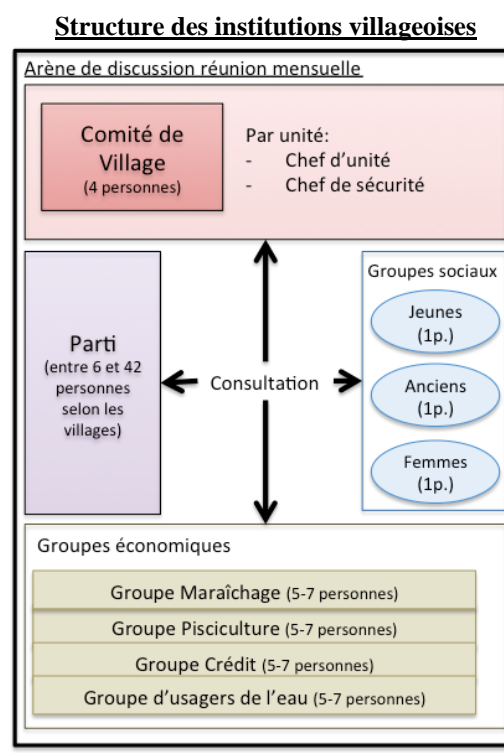 Structure des institutions villageoises
Arène de discussion réunion mensuelle
Comité de
Village
(4 personnes)
Par unité:
- Chef d'unité
- Chef de sécurité
Parti
(entre 6 et 42
personnes
selon les
villages)
Consultation
Groupes sociaux
Jeunes
(1p.)
Anciens
(1p.)
Femmes
(1p.)
Groupes économiques
Groupe Maraîchage (5-7 personnes)
Groupe Pisciculture (5-7 personnes)
Groupe Crédit (5-7 personnes)
Groupe d'usagers de l'eau (5-7 personnes)